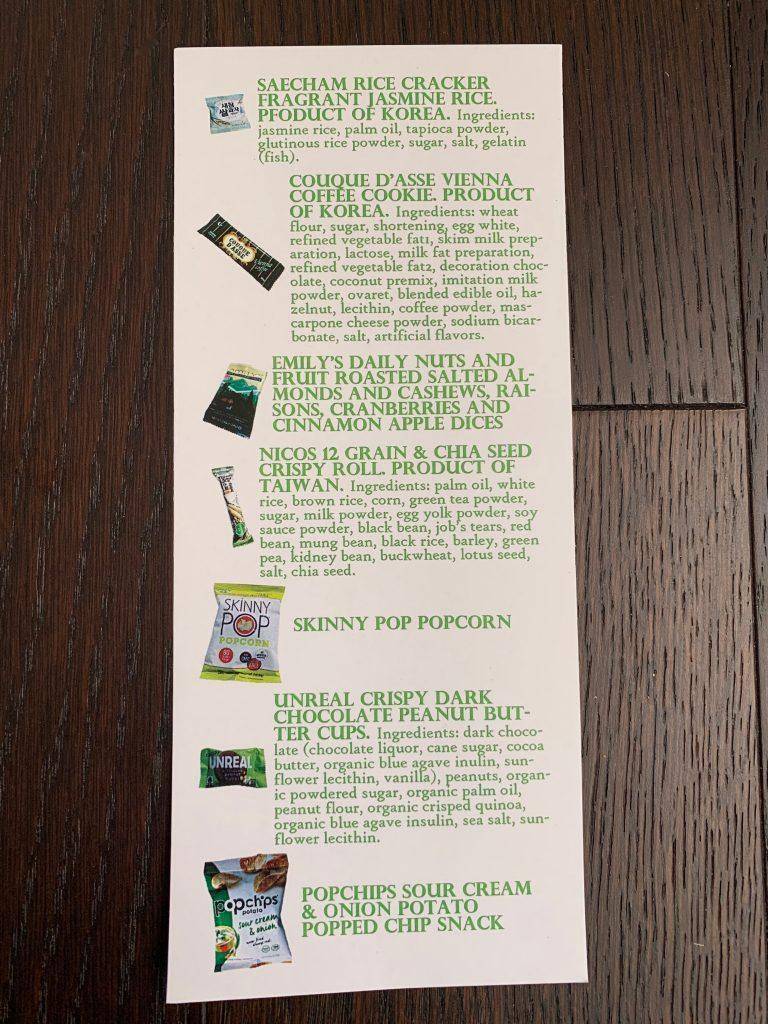 SAECHAM RICE CRACKER
FRAGRANT JASMINE RICE.
PRODUCT OF KOREA. Ingredients:
jasmine rice, palm oil, tapioca powder,
glutinous rice powder, sugar, salt, gelatin
(fish).
COUQUE D'ASSE VIENNA
COFFEE COOKIE. PRODUCT
OF KOREA. Ingredients: wheat
flour, sugar, shortening, egg white,
refined vegetable fat1, skim milk prep-
aration, lactose, milk fat preparation,
refined vegetable fat2, decoration choc-
olate, coconut premix, imitation milk
powder, ovaret, blended edible oil, ha-
zelnut, lecithin, coffee powder, mas-
carpone cheese powder, sodium bicar-
bonate, salt, artificial flavors.
COUQUE
D'ASSE
EMILY'S DAILY NUTS AND
FRUIT ROASTED SALTED AL-
MONDS AND CASHEWS, RAI-
SONS, CRANBERRIES AND
CINNAMON APPLE DICES
NICOS 12 GRAIN & CHIA SEED
CRISPY ROLL. PRODUCT OF
TAIWAN. Ingredients: palm oil, white
rice, brown rice, corn, green tea powder,
sugar, milk powder, egg yolk powder, soy
sauce powder, black bean, job's tears, red
bean, mung bean, black rice, barley, green
pea, kidney bean, buckwheat, lotus seed,
salt, chia seed.
SKINNY
POP
POPCORN
SKINNY POP POPCORN
UNREAL CRISPY DARK
CHOCOLATE PEANUT BUT-
TER CUPS. Ingredients: dark choco-
late (chocolate liquor, cane sugar, cocoa
butter, organic blue agave inulin, sun-
flower lecithin, vanilla), peanuts, organ-
ic powdered sugar, organic palm oil,
peanut flour, organic crisped quinoa,
organic blue agave insulin, sea salt, sun-
flower lecithin.
UNREAL
popchips
potato
sour cream
& onion
POPCHIPS SOUR CREAM
& ONION POTATO
POPPED CHIP SNACK